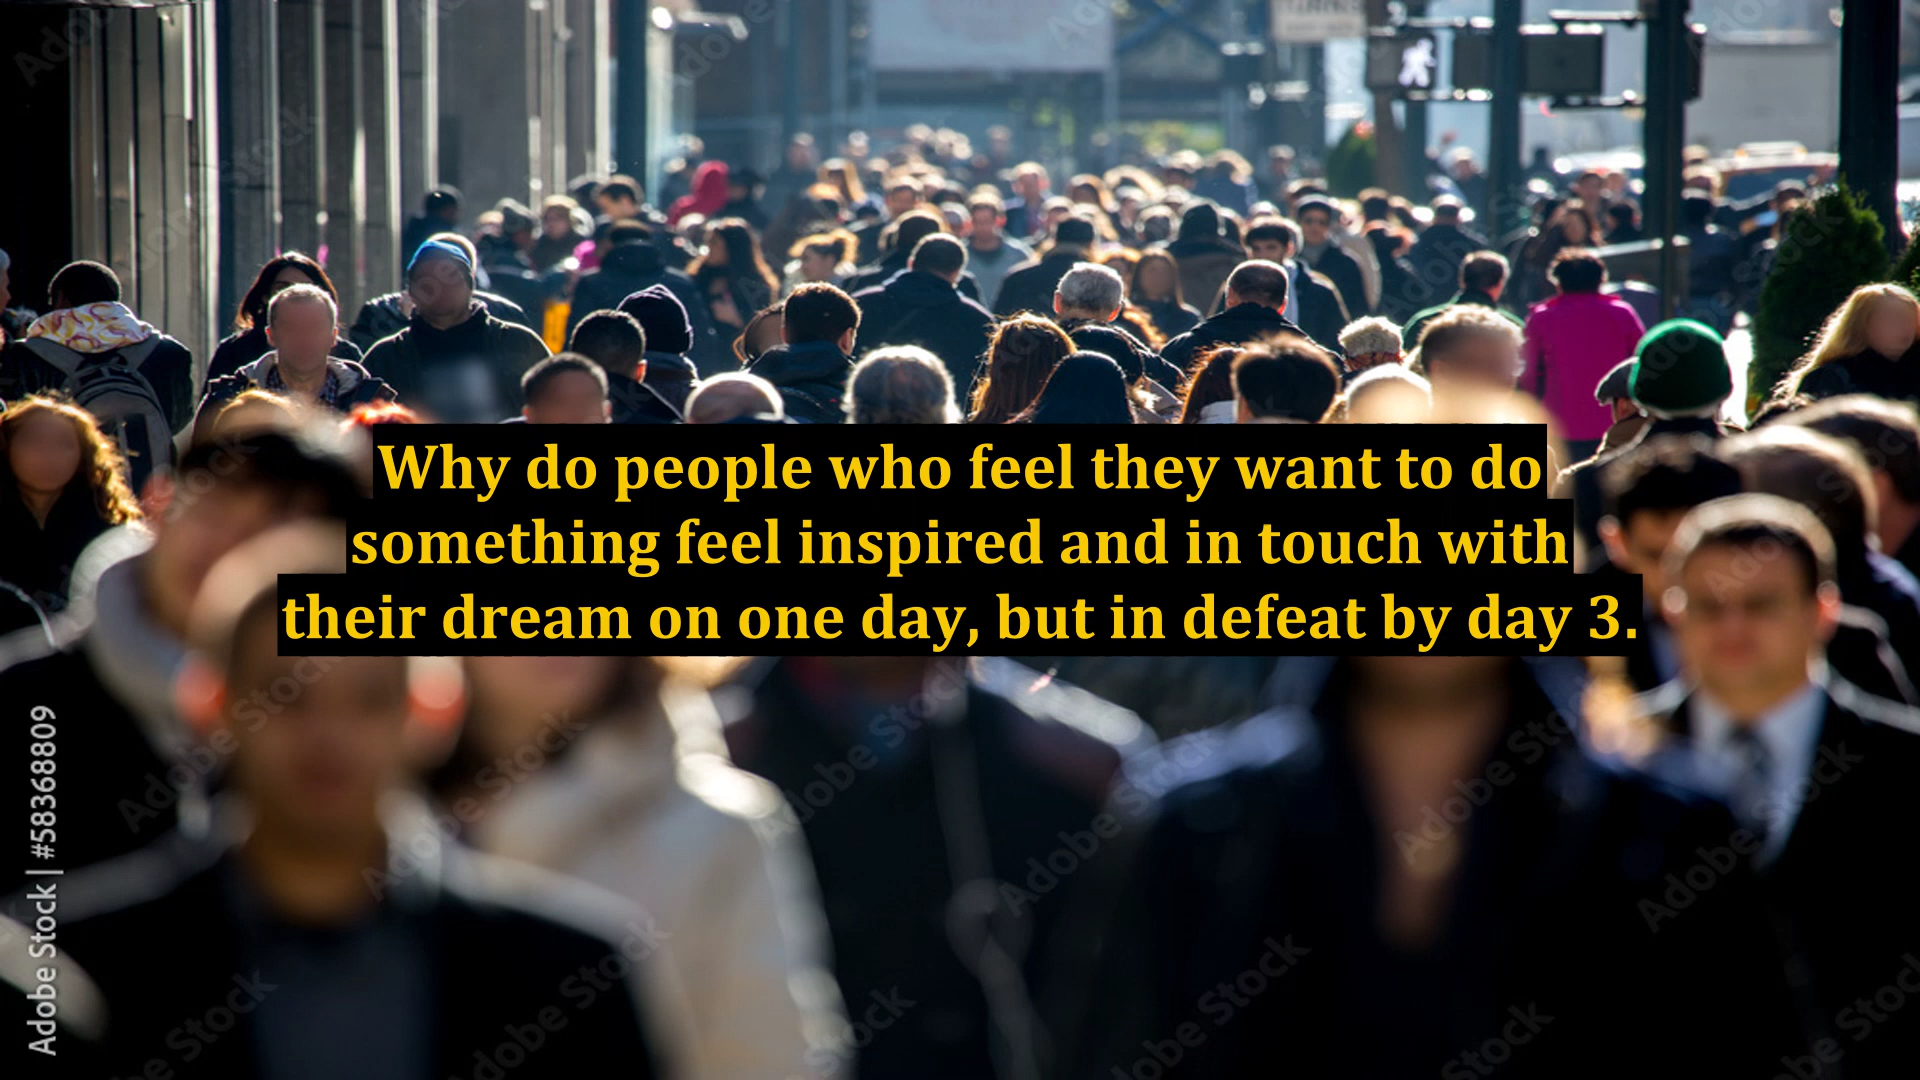 Why do people who feel they want to do
something feel inspired and in touch with
their dream on one day, but in defeat by day 3.
Adobe Stock | #58368809